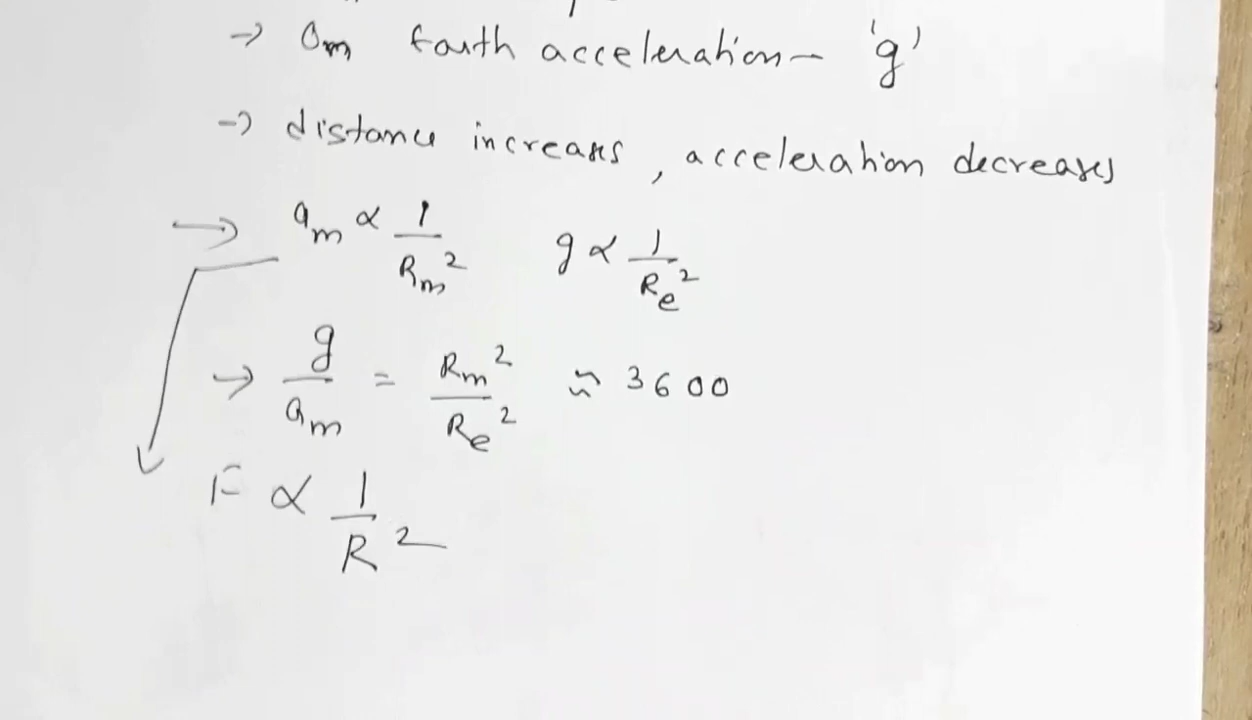 → On Earth acceleration – 'g'
→ distance increases, acceleration decreases
→ aₘ ∝ 1/Rₘ² g ∝ 1/Rₑ²
→ g/aₘ = Rₘ²/Rₑ² ≈ 3600
F ∝ 1/R²